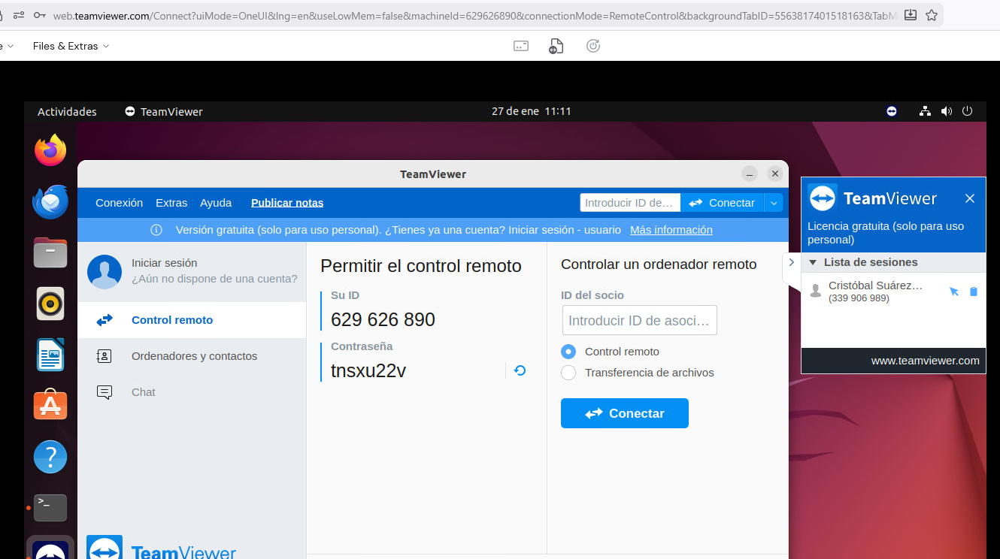 web.teamviewer.com/Connect?uiMode=OneUI&lng=en&useLowMem=false&machineId=629626890&connectionMode=RemoteControl&backgroundTabID=5563817401518163&TabM
e
Files & Extras
Actividades
TeamViewer
27 de ene 11:11
TeamViewer
Conexión
Extras
Ayuda
Publicar notas
Introducir ID de…
Conectar
Versión gratuita (solo para uso personal). ¿Tienes ya una cuenta? Iniciar sesión - usuario
Más información
Iniciar sesión
¿Aún no dispone de una cuenta?
Control remoto
Ordenadores y contactos
Chat
TeamViewer
Permitir el control remoto
Su ID
629 626 890
Contraseña
tnsxu22v
Controlar un ordenador remoto
ID del socio
Introducir ID de asoci…
Control remoto
Transferencia de archivos
Conectar
TeamViewer
Licencia gratuita (solo para uso
personal)
Lista de sesiones
Cristóbal Suárez…
(339 906 989)
www.teamviewer.com